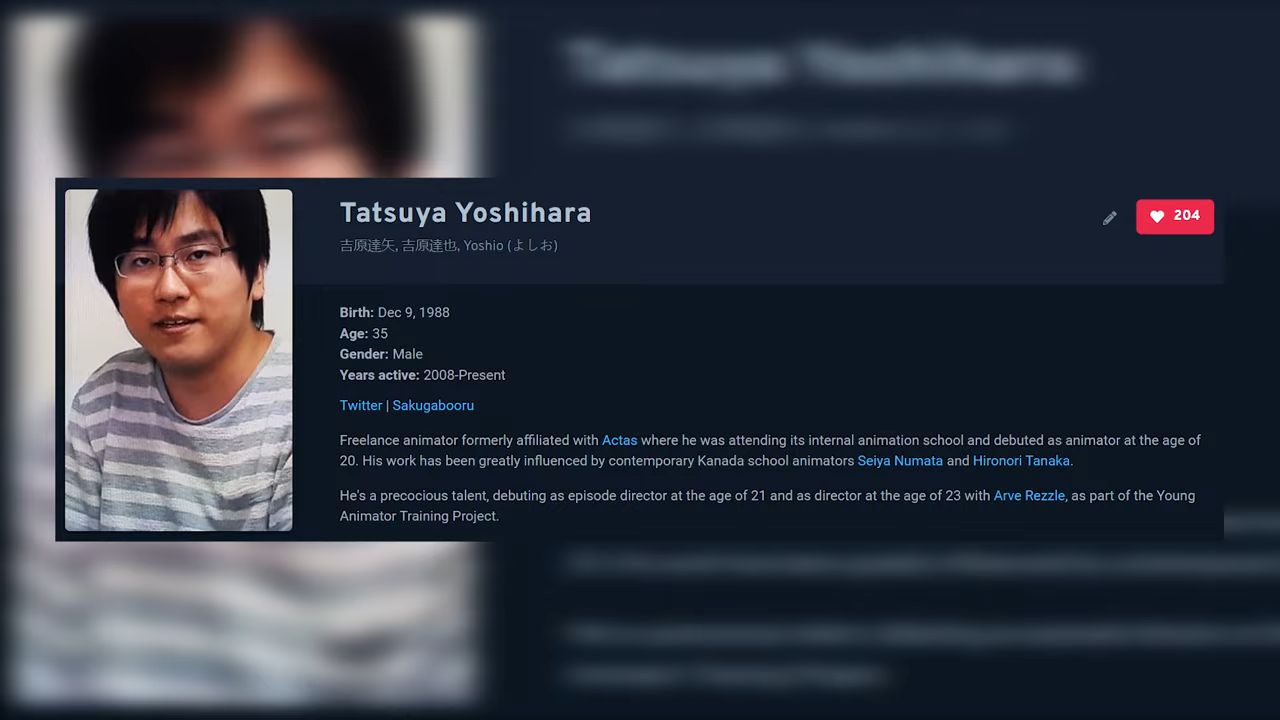 Tatsuya Yoshihara
204
吉原達矢, 吉原達也, Yoshio (よしお)
Birth: Dec 9, 1988
Age: 35
Gender: Male
Years active: 2008-Present
Twitter | Sakugabooru
Freelance animator formerly affiliated with Actas where he was attending its internal animation school and debuted as animator at the age of
20. His work has been greatly influenced by contemporary Kanada school animators Seiya Numata and Hironori Tanaka.
He's a precocious talent, debuting as episode director at the age of 21 and as director at the age of 23 with Arve Rezzle, as part of the Young
Animator Training Project.